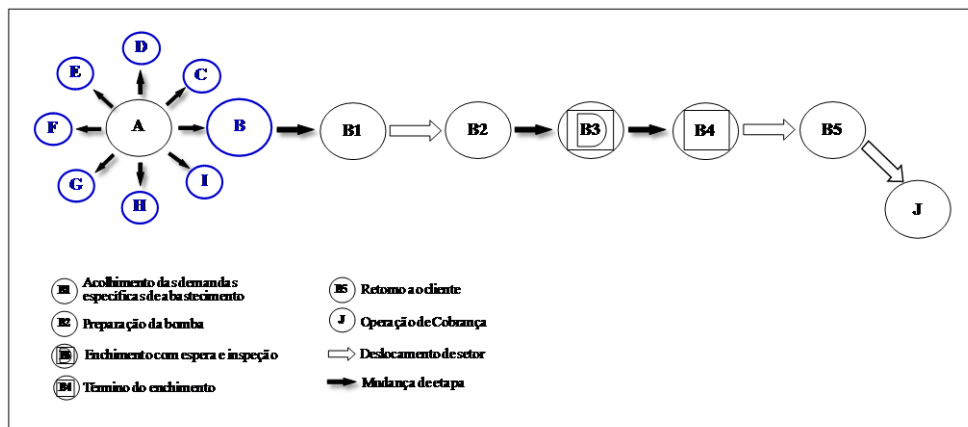 D
E
C
F
A
B
B1
B2
B3
B4
B5
G
I
H
J
B1 Acolhimento das demandas
específicas de abastecimento
B5 Retorno ao cliente
B2 Preparação da bomba
J Operação de Cobrança
Enchimento com espera e inspeção
Deslocamento de setor
B4 Término do enchimento
Mudança de etapa